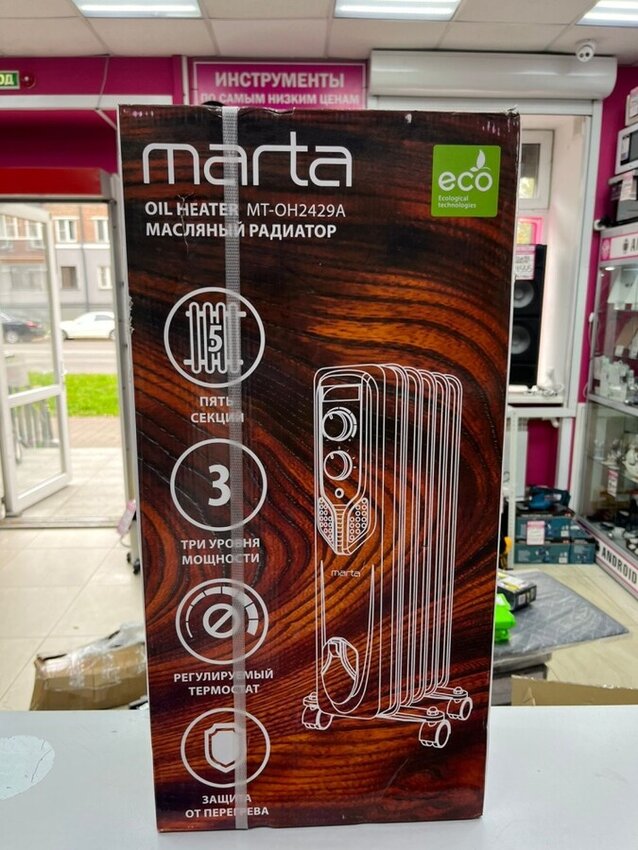 ОД
ИНСТРУМЕНТЫ
ПО САМЫМ НИЗКИМ ЦЕНАМ
marta
OIL HEATER MT-OH2429A
МАСЛЯНЫЙ РАДИАТОР
eco
Ecological
technologies
5
ПЯТЬ
СЕКЦИЙ
3
ТРИ УРОВНЯ
МОЩНОСТИ
РЕГУЛИРУЕМЫЙ
ТЕРМОСТАТ
ЗАЩИТА
ОТ ПЕРЕГРЕВА
marta
ANDROID